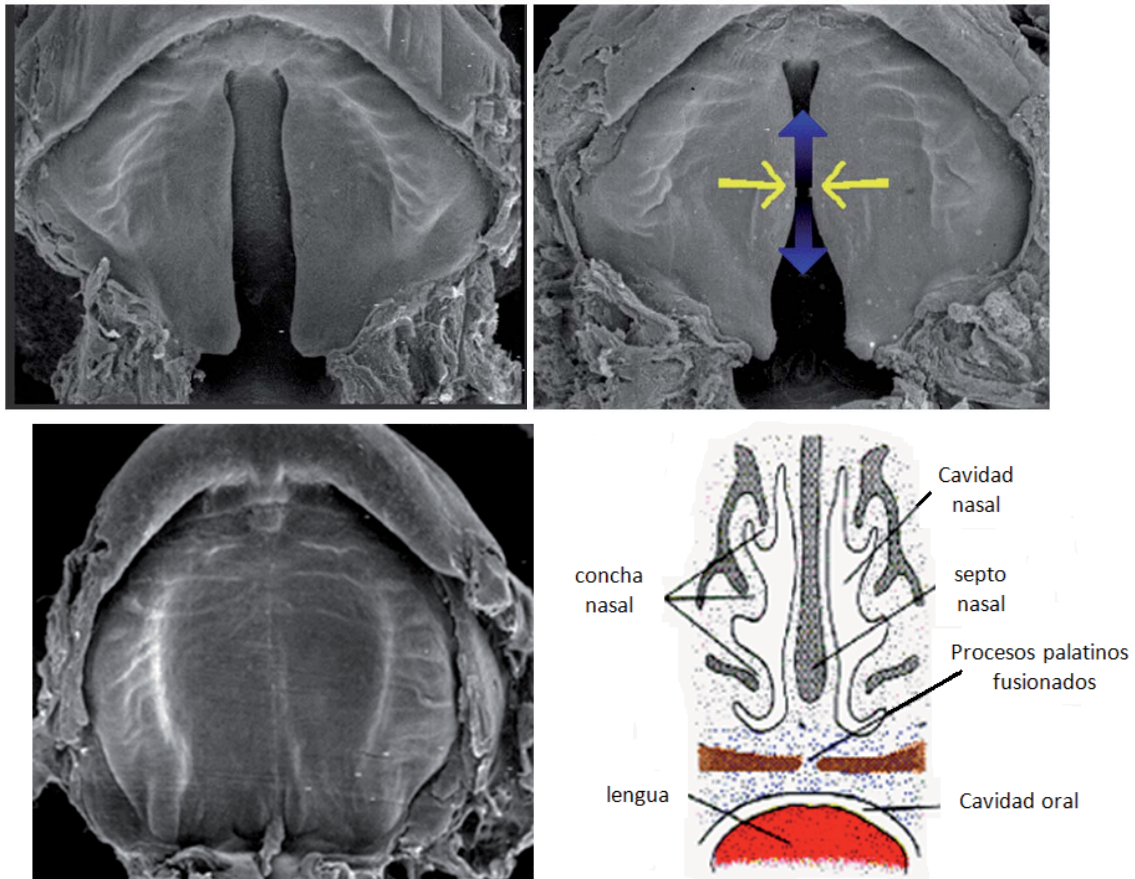 Cavidad
nasal
concha
nasal
septo
nasal
Procesos palatinos
fusionados
lengua
Cavidad oral